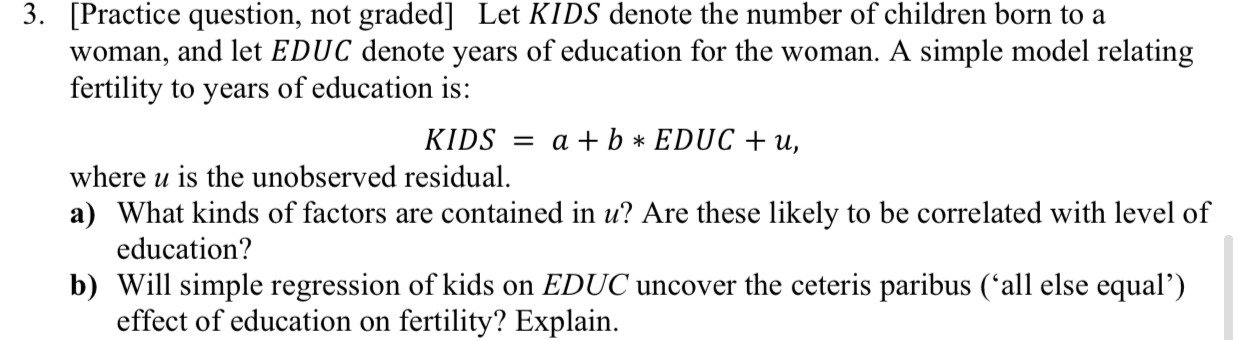 3. [Practice question, not graded] Let KIDS denote the number of children born to a
woman, and let EDUC denote years of education for the woman. A simple model relating
fertility to years of education is:
KIDS = a + b ∗ EDUC + u,
where u is the unobserved residual.
a) What kinds of factors are contained in u? Are these likely to be correlated with level of
education?
b) Will simple regression of kids on EDUC uncover the ceteris paribus (‘all else equal’)
effect of education on fertility? Explain.